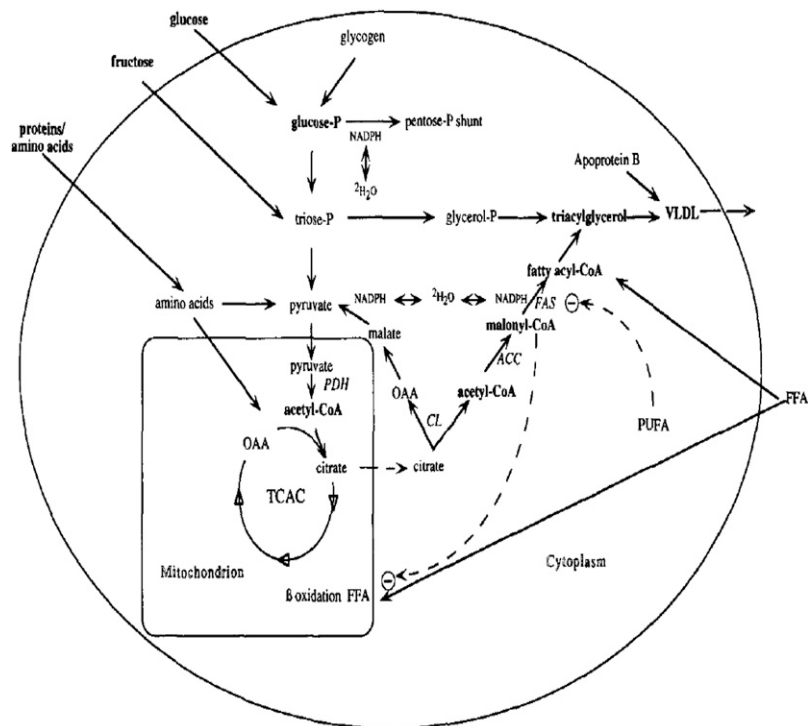 glucose
glycogen
fructose
proteins/
amino acids
glucose-P
pentose-P shunt
NADPH
²H₂O
Apoprotein B
triose-P
glycerol-P
triacylglycerol
VLDL
fatty acyl-CoA
amino acids
pyruvate
NADPH
²H₂O
NADPH
FAS
−
malonyl-CoA
malate
pyruvate
PDH
ACC
acetyl-CoA
OAA
acetyl-CoA
FFA
CL
PUFA
OAA
citrate
citrate
TCAC
Mitochondrion
Cytoplasm
−
ß oxidation FFA